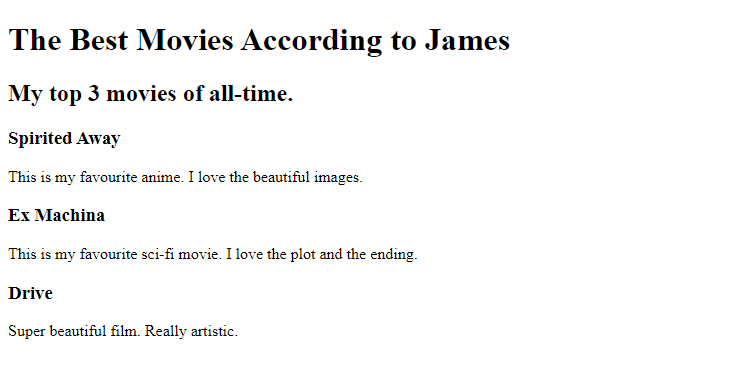 The Best Movies According to James
My top 3 movies of all-time.
Spirited Away
This is my favourite anime. I love the beautiful images.
Ex Machina
This is my favourite sci-fi movie. I love the plot and the ending.
Drive
Super beautiful film. Really artistic.